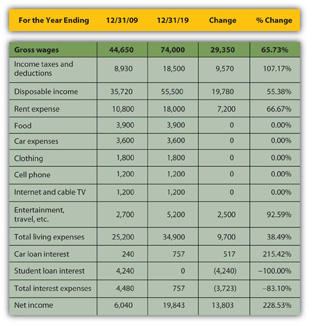 For the Year Ending 12/31/09 12/31/19 Change % Change
Gross wages 44,650 74,000 29,350 65.73%
Income taxes and
deductions 8,930 18,500 9,570 107.17%
Disposable income 35,720 55,500 19,780 55.38%
Rent expense 10,800 18,000 7,200 66.67%
Food 3,900 3,900 0 0.00%
Car expenses 3,600 3,600 0 0.00%
Clothing 1,800 1,800 0 0.00%
Cell phone 1,200 1,200 0 0.00%
Internet and cable TV 1,200 1,200 0 0.00%
Entertainment,
travel, etc. 2,700 5,200 2,500 92.59%
Total living expenses 25,200 34,900 9,700 38.49%
Car loan interest 240 757 517 215.42%
Student loan interest 4,240 0 (4,240) −100.00%
Total interest expenses 4,480 757 (3,723) −83.10%
Net income 6,040 19,843 13,803 228.53%